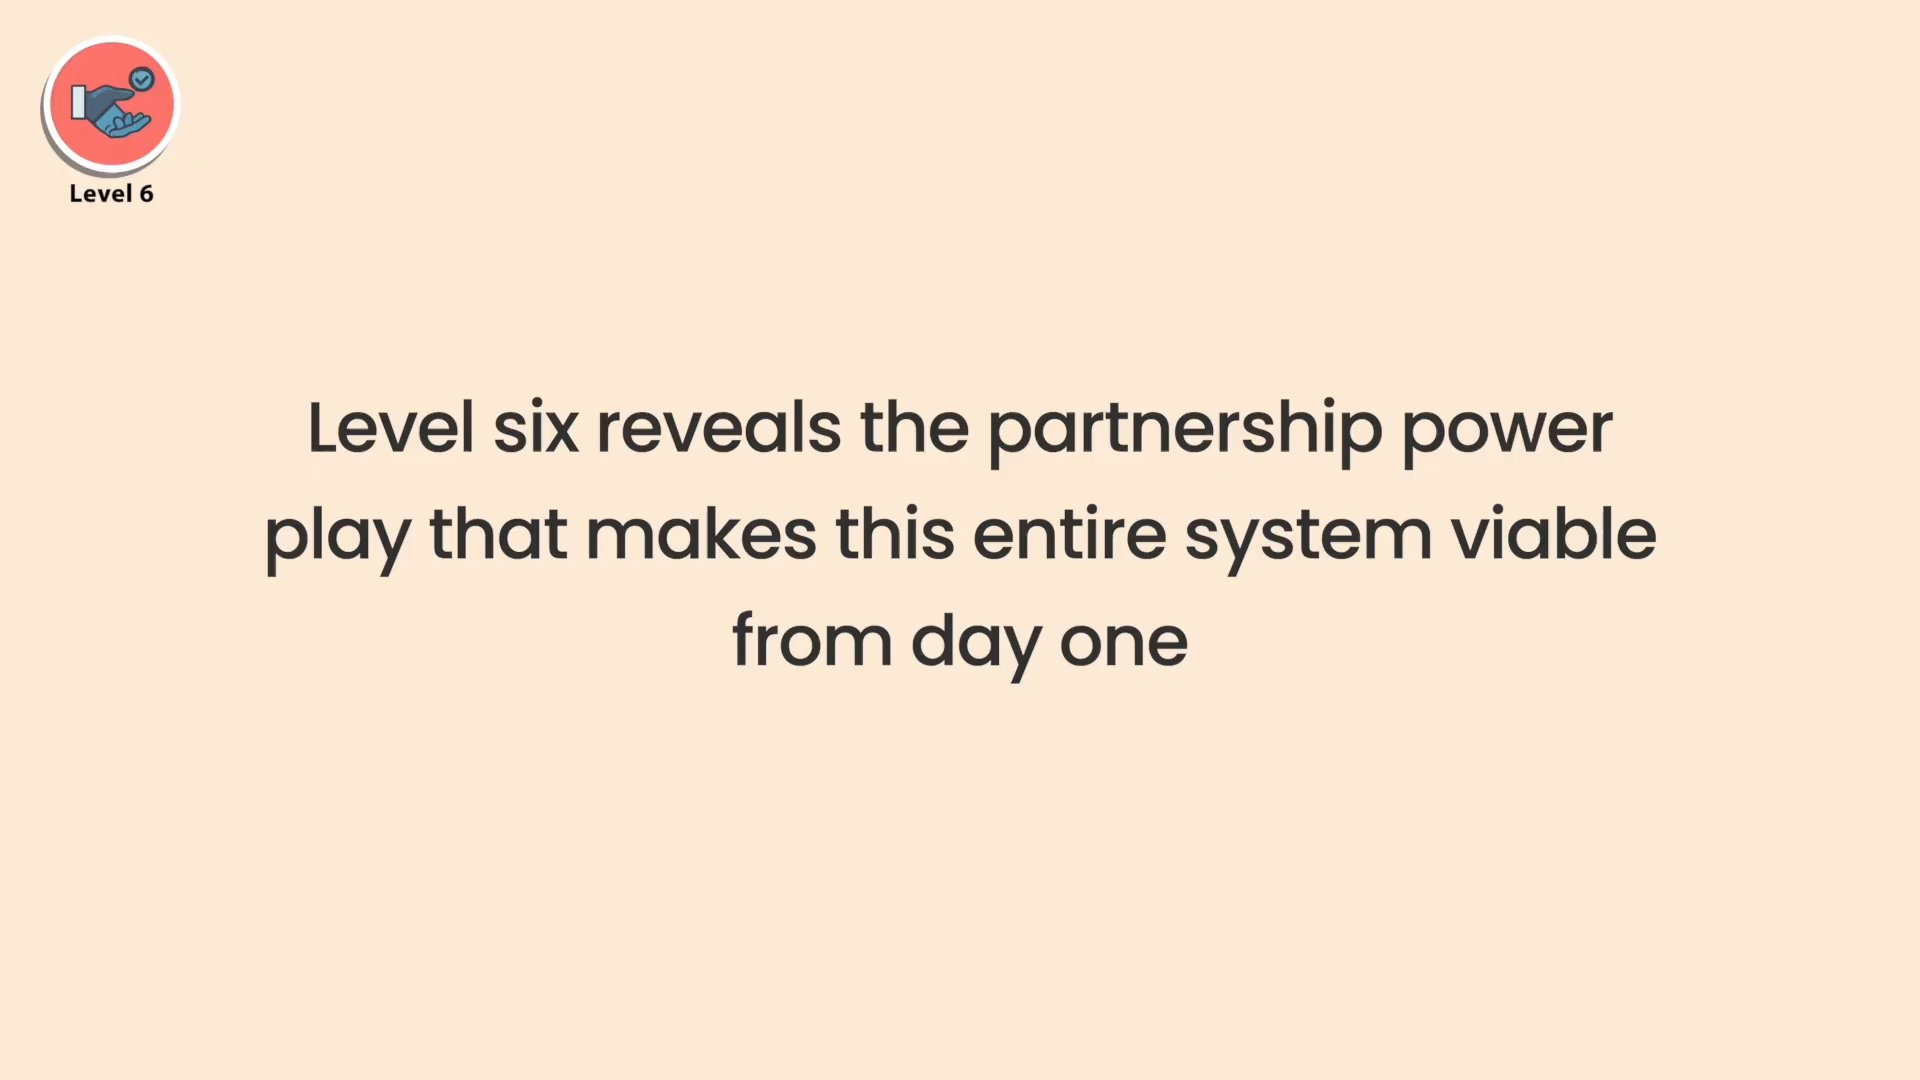 Level 6
Level six reveals the partnership power
play that makes this entire system viable
from day one